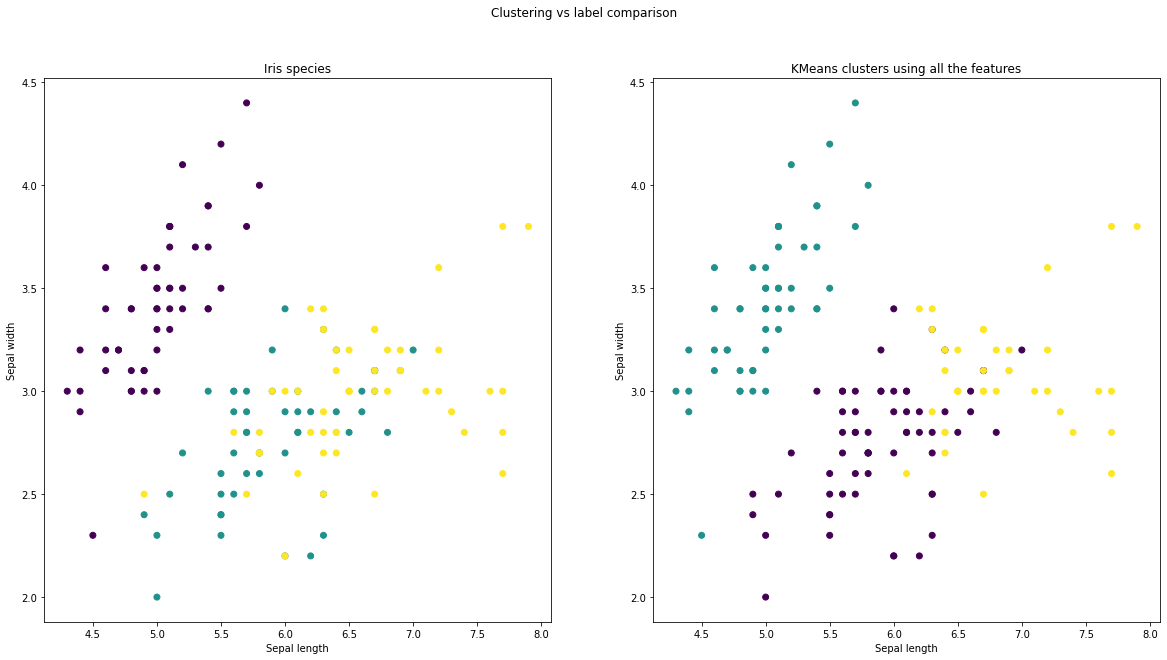 Clustering vs label comparison
Iris species
4.5
4.0
3.5
3.0
2.5
2.0
Sepal width
4.5 5.0 5.5 6.0 6.5 7.0 7.5 8.0
Sepal length
KMeans clusters using all the features
4.5
4.0
3.5
3.0
2.5
2.0
Sepal width
4.5 5.0 5.5 6.0 6.5 7.0 7.5 8.0
Sepal length